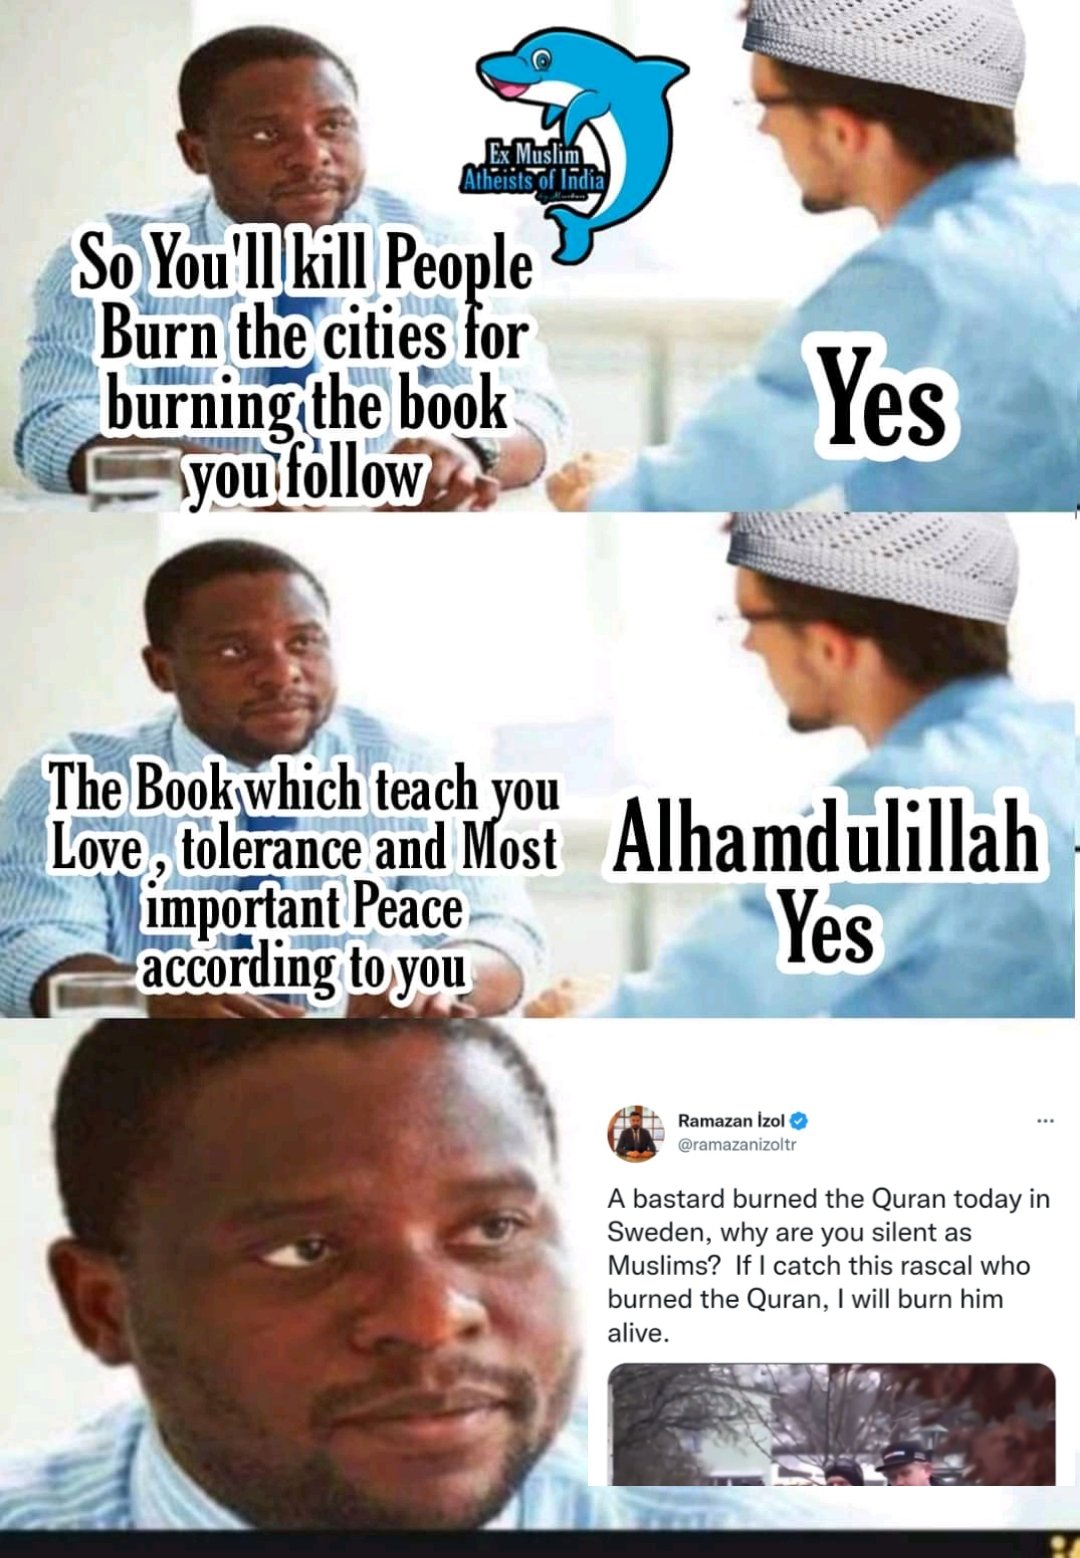 Ex Muslim
Atheists of India
So You'll kill People
Burn the cities for
burning the book
you follow
Yes
The Book which teach you
Love , tolerance and Most
important Peace
according to you
Alhamdulillah
Yes
Ramazan İzol
@ramazanizoltr
A bastard burned the Quran today in
Sweden, why are you silent as
Muslims? If I catch this rascal who
burned the Quran, I will burn him
alive.